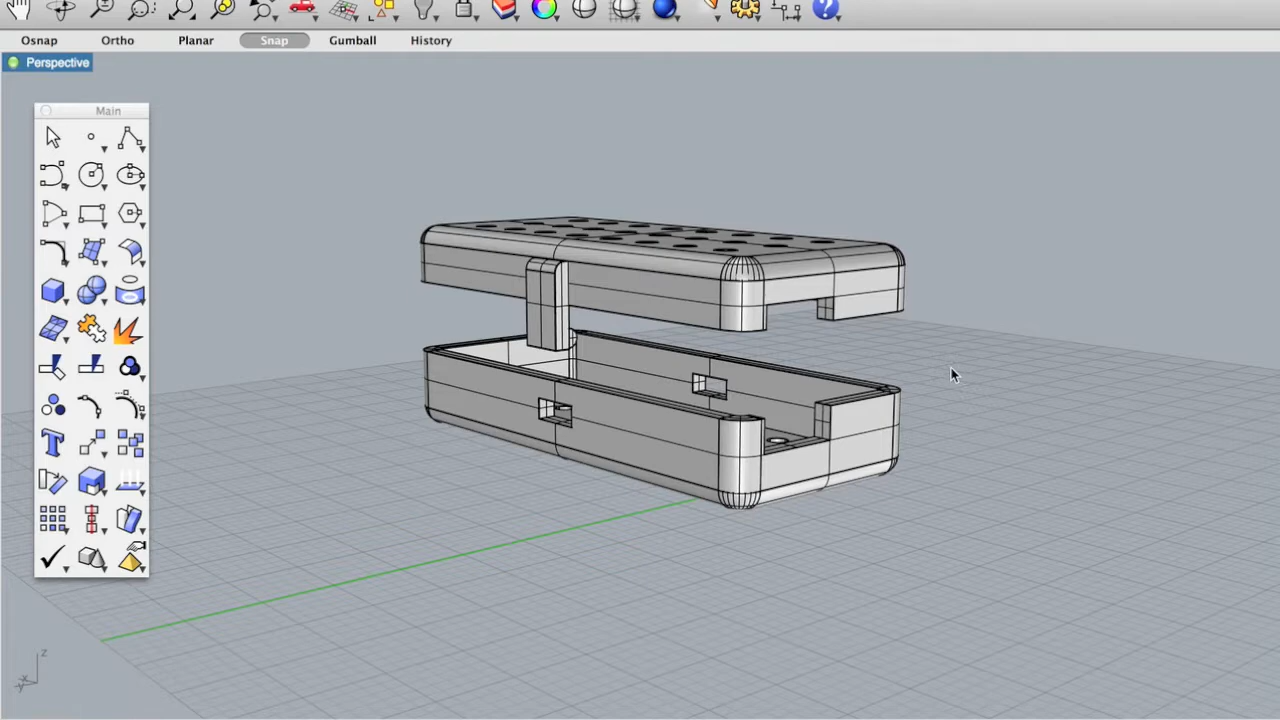 Osnap Ortho Planar Snap Gumball History
Perspective
Main
z
x
y